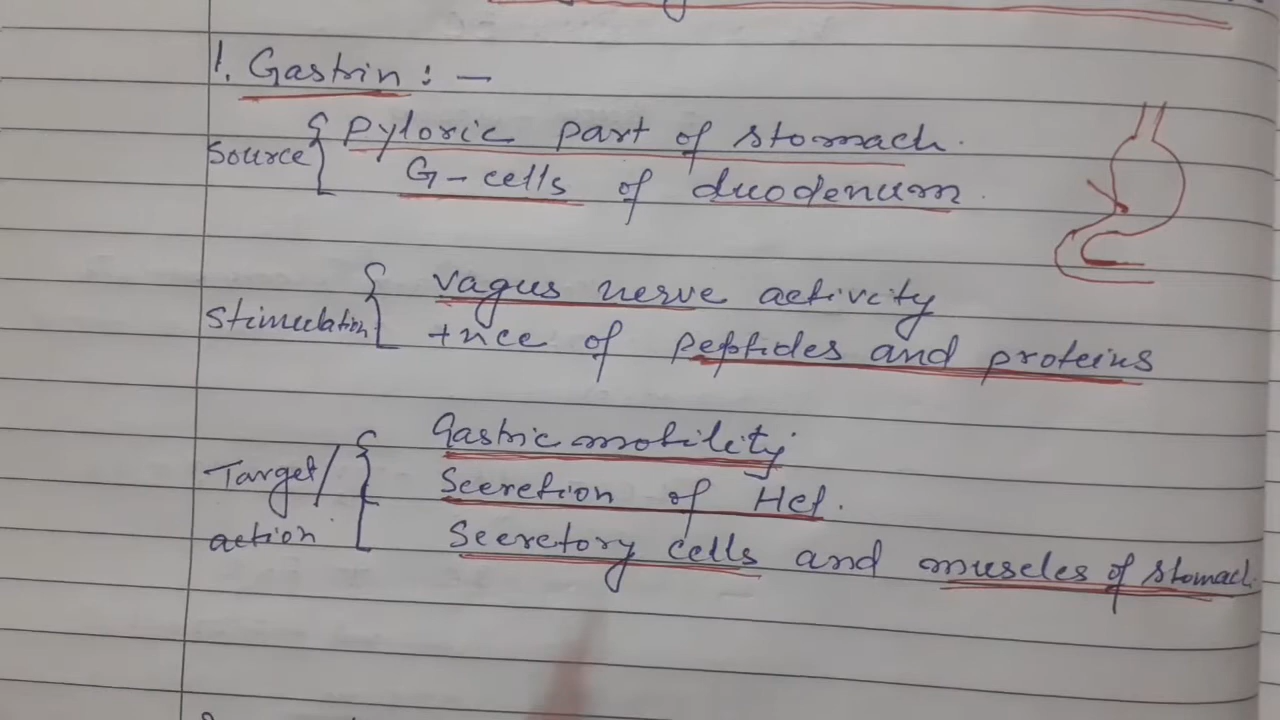 1. Gastrin : —
Source { Pyloric part of stomach.
G-cells of duodenum.
Stimulation { vagus nerve activity
+nce of peptides and proteins
Target/action { Gastric mobility
Secretion of Hcl.
Secretory cells and muscles of stomach.